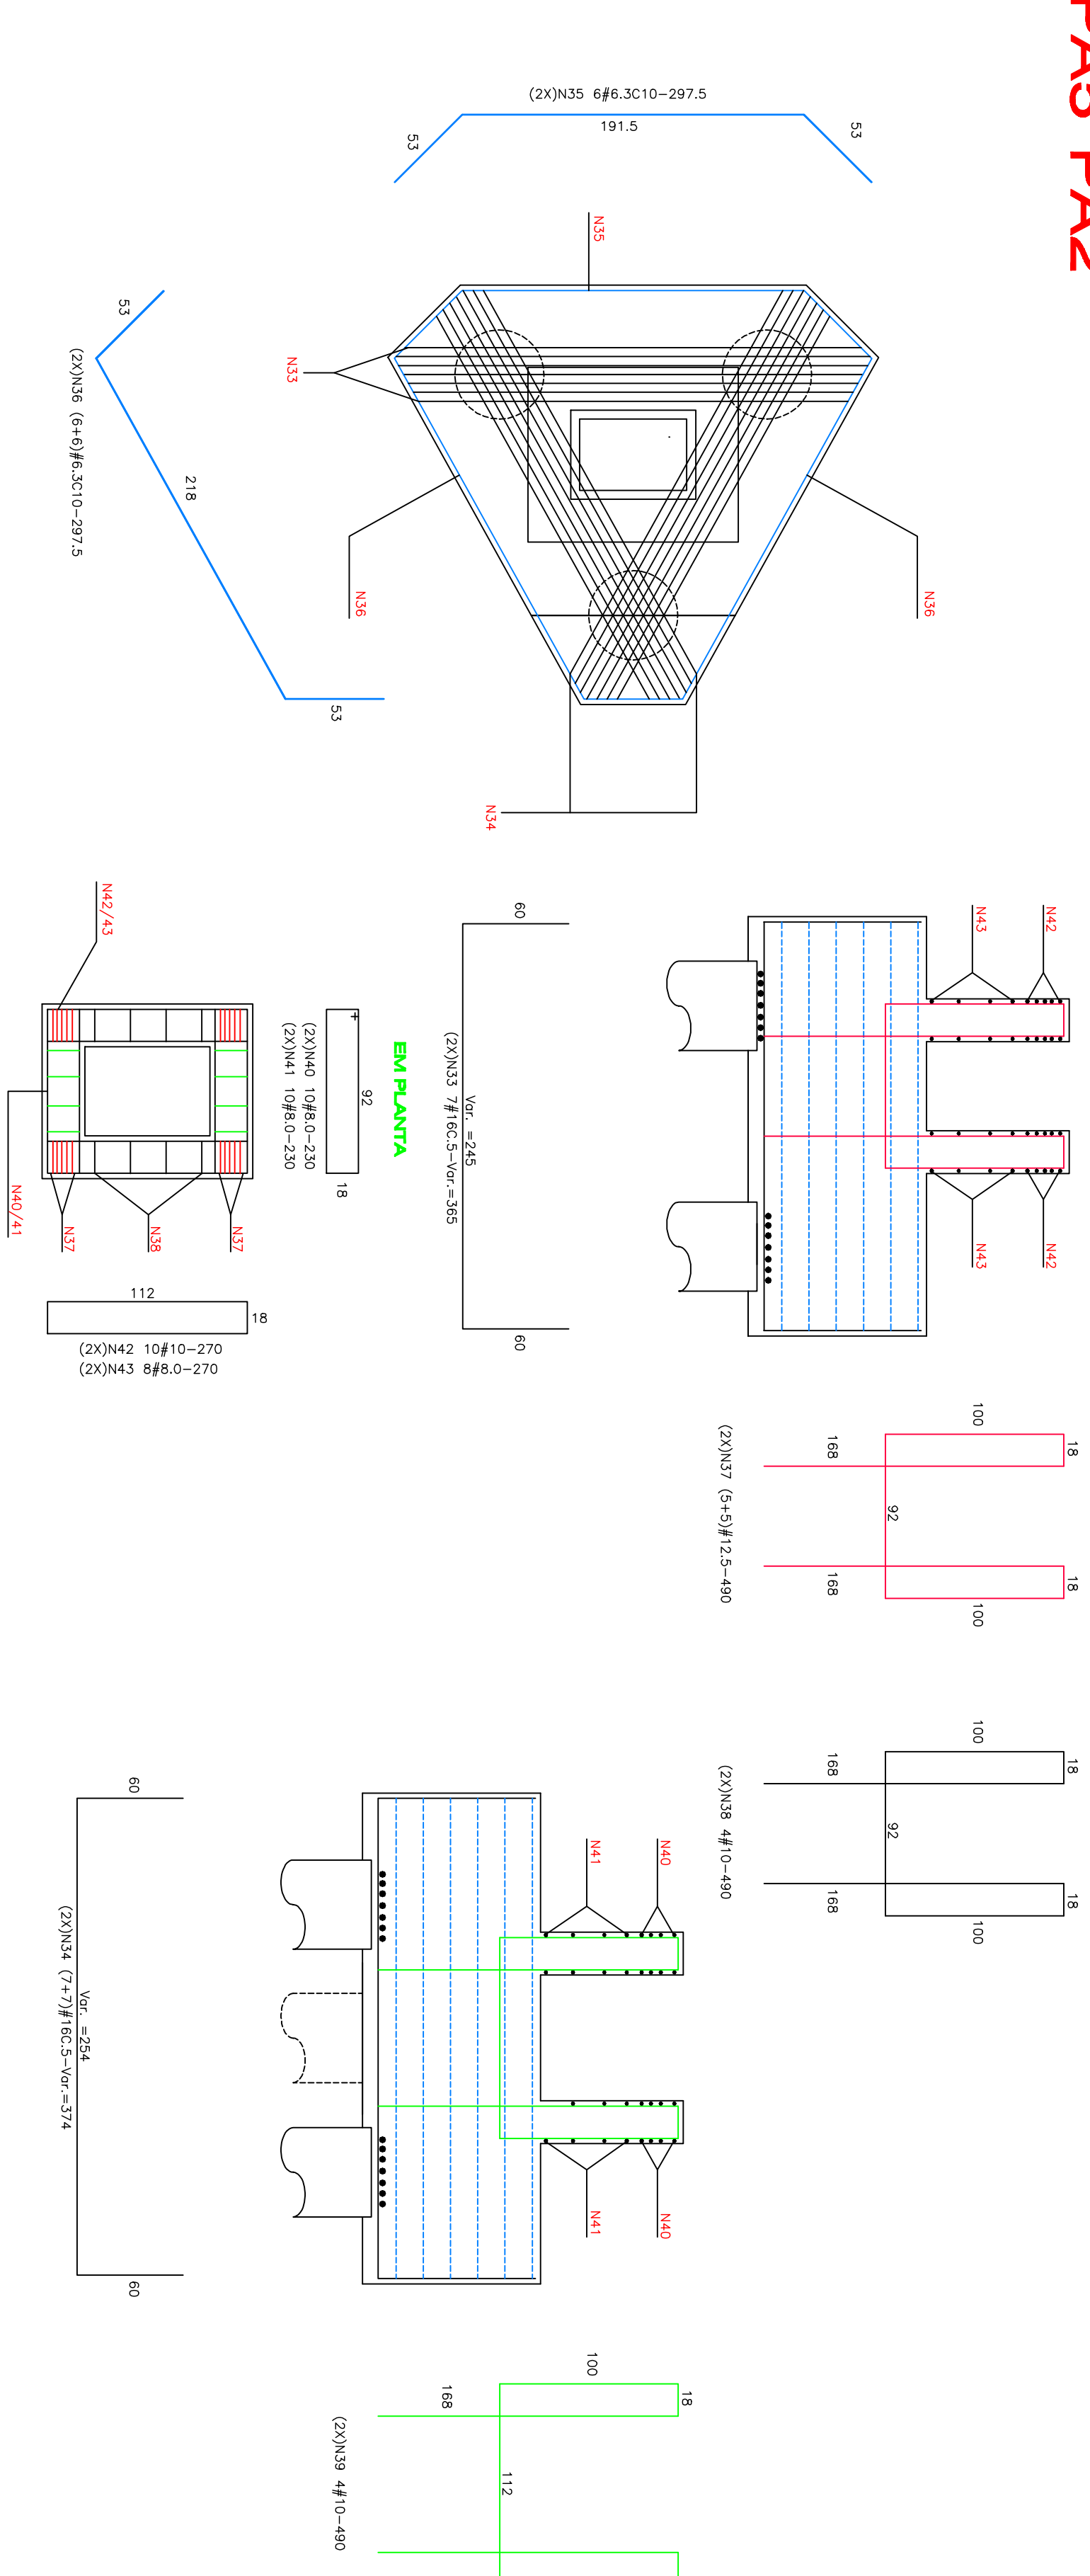 PA5 PA2
(2X)N35 6#6.3C10-297.5
191.5
53
53
N35
N33
53
218
53
(2X)N36 (6+6)#6.3C10-297.5
N36
N36
N34
N42/43
N43
N42
N43
N42
60
Var. =245
(2X)N33 7#16C.5-Var.=365
60
EM PLANTA
92
18
(2X)N40 10#8.0-230
(2X)N41 10#8.0-230
N40/41
N37
N38
N37
112
18
(2X)N42 10#10-270
(2X)N43 8#8.0-270
100
18
168
92
168
18
100
(2X)N37 (5+5)#12.5-490
100
18
168
92
168
18
100
(2X)N38 4#10-490
N41
N40
N41
N40
60
Var. =254
(2X)N34 (7+7)#16C.5-Var.=374
60
100
18
168
112
(2X)N39 4#10-490